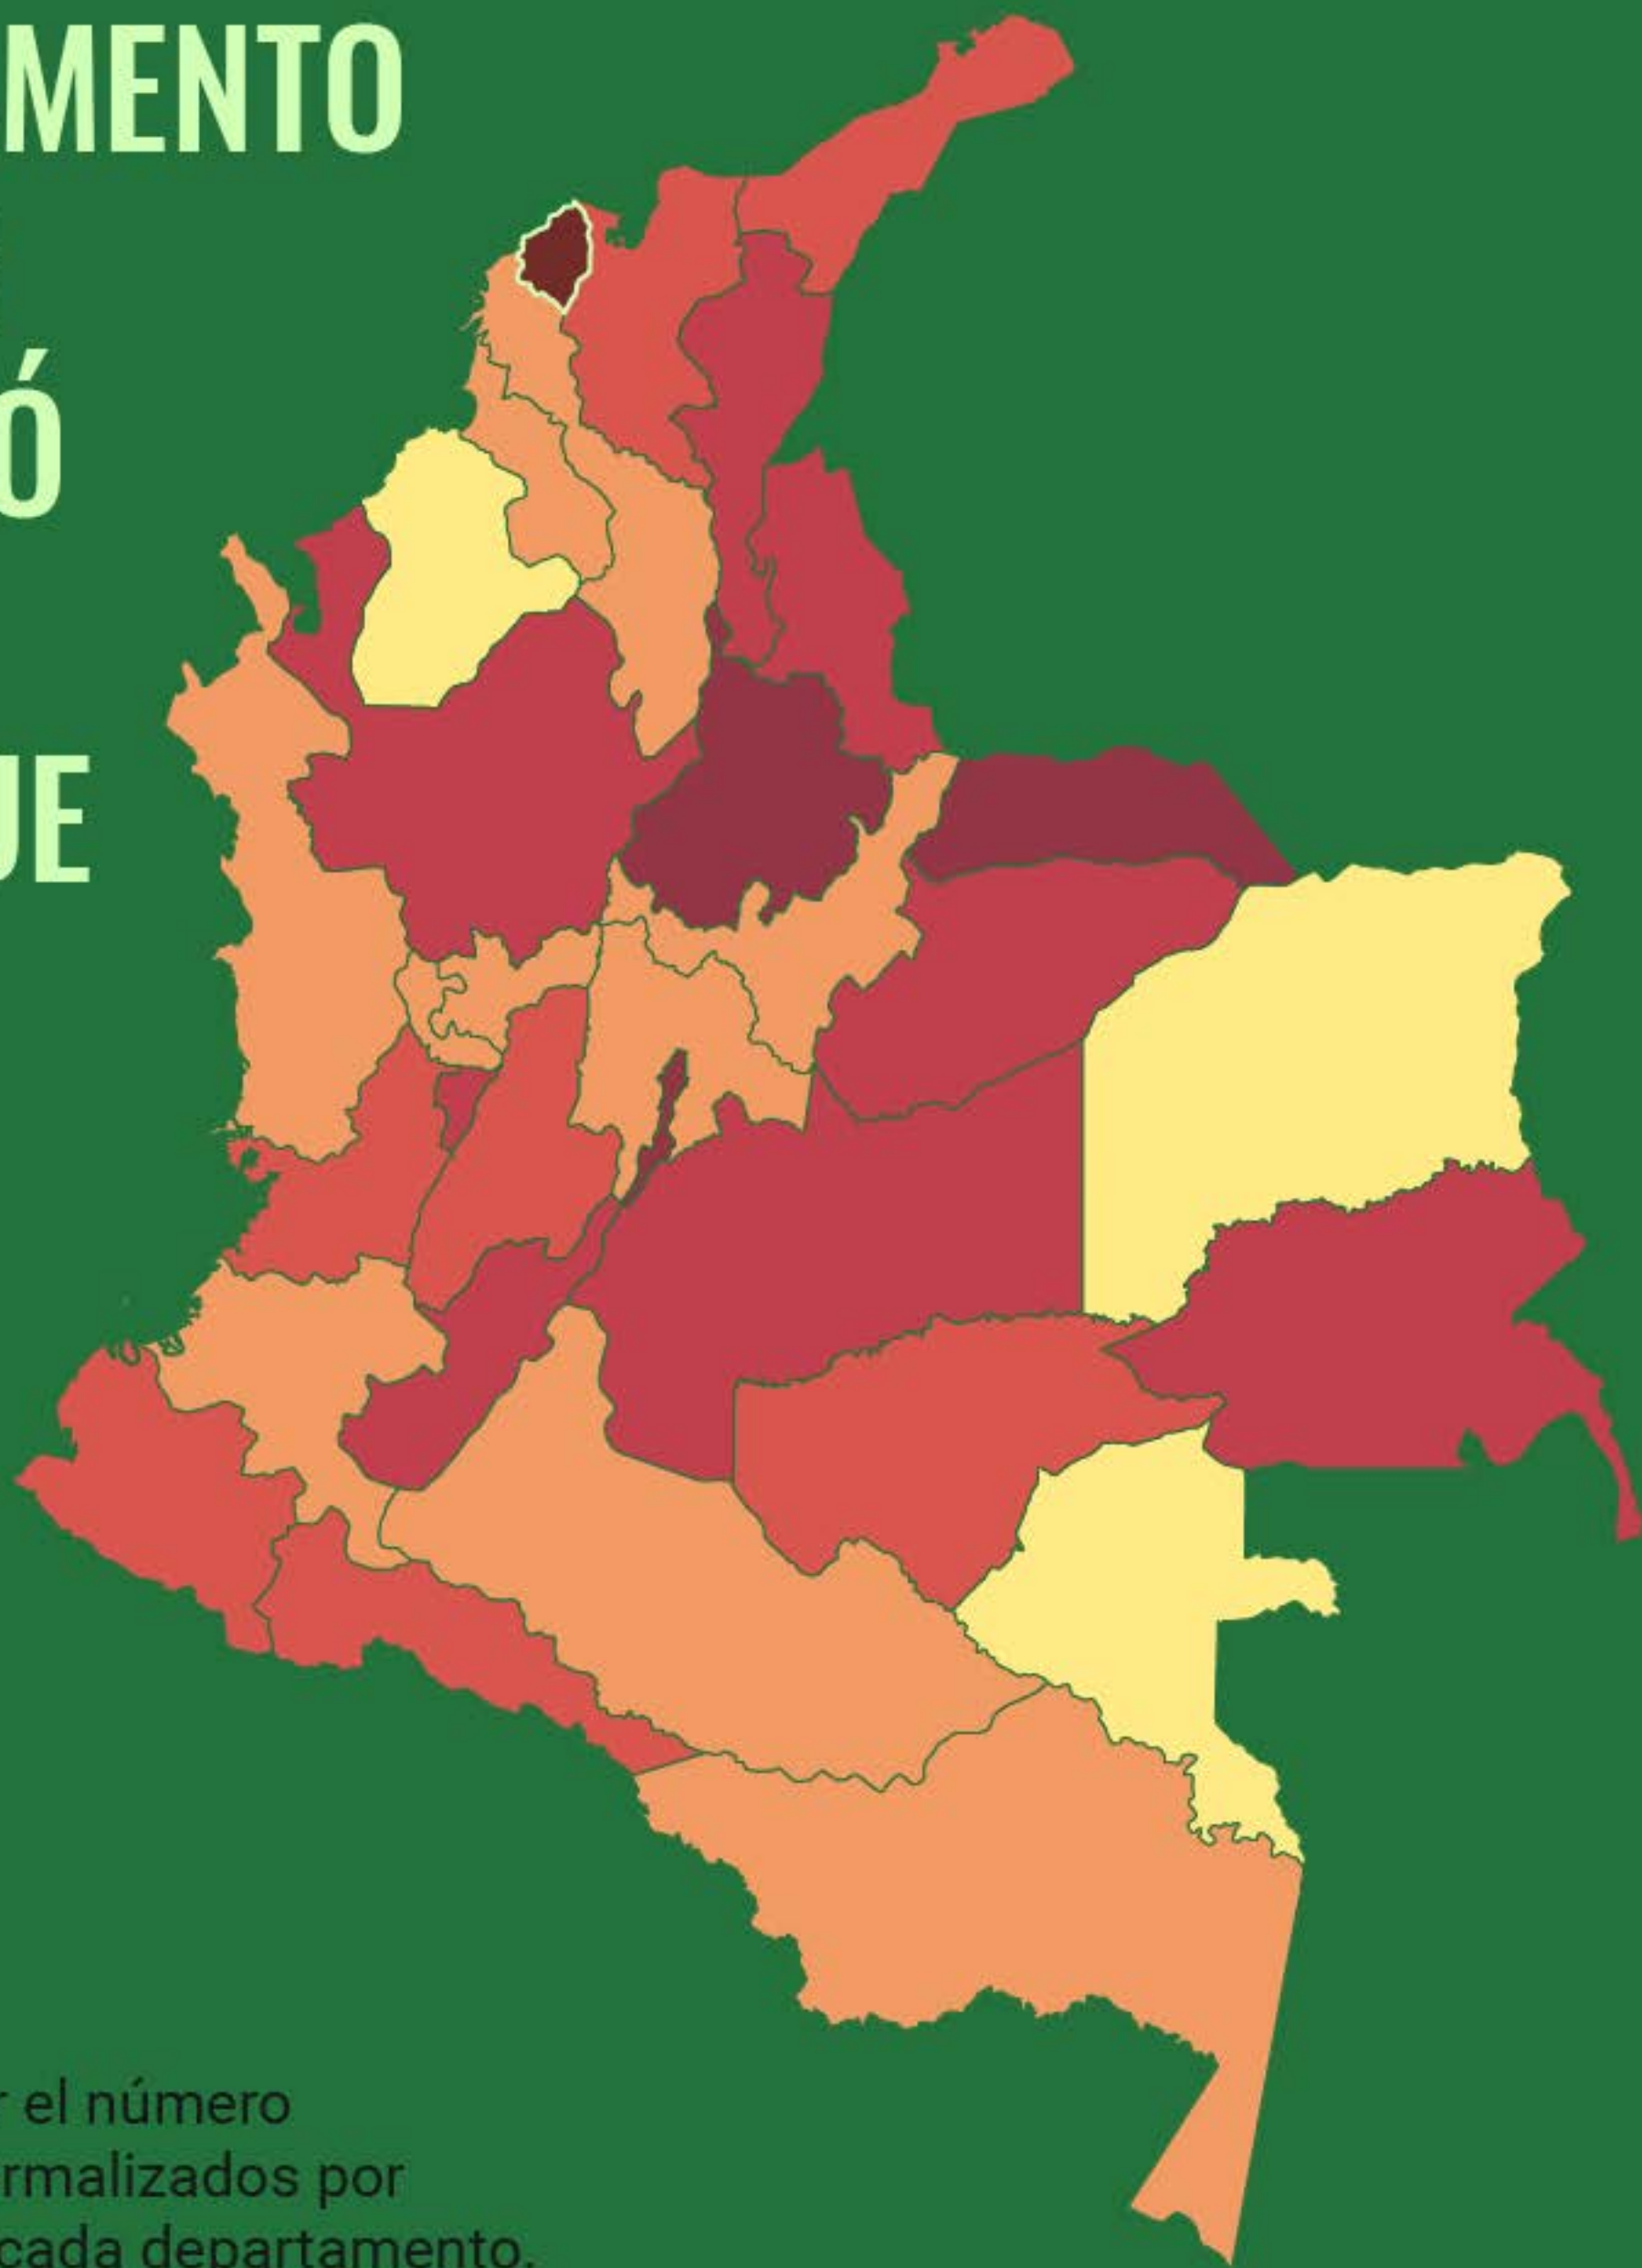 MENTO
Ó
UE
r el número
rmalizados por
cada departamento.